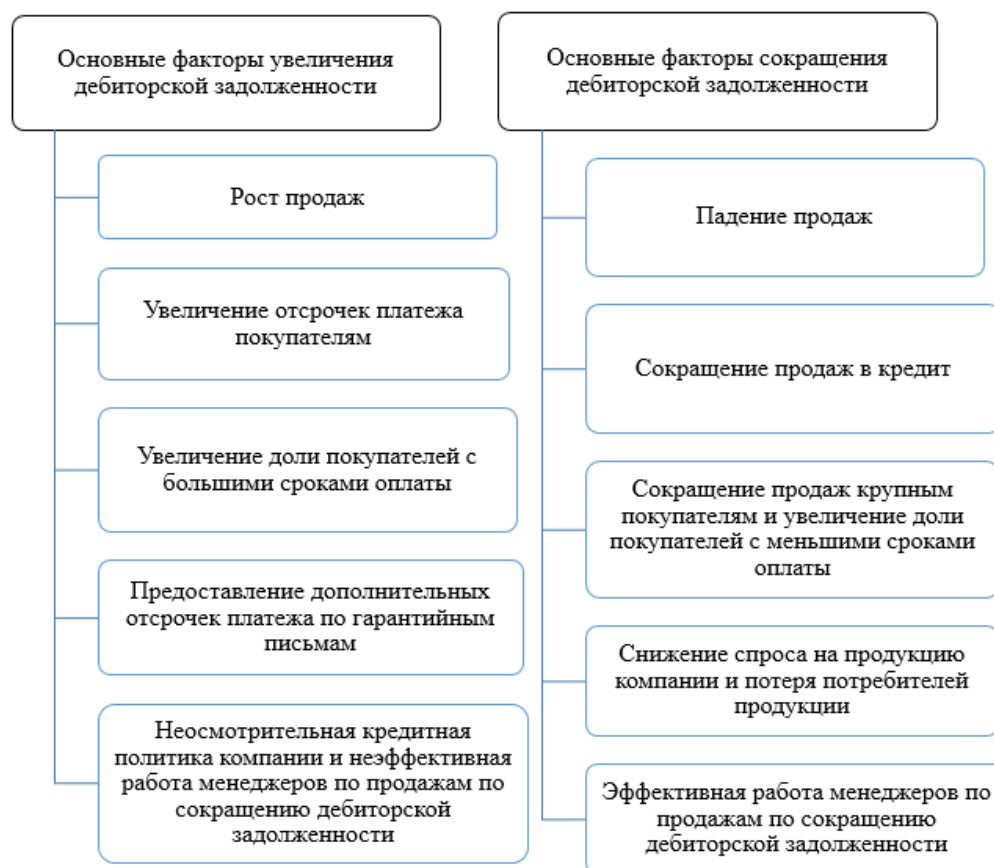 Основные факторы увеличения
дебиторской задолженности
Рост продаж
Увеличение отсрочек платежа
покупателям
Увеличение доли покупателей с
большими сроками оплаты
Предоставление дополнительных
отсрочек платежа по гарантийным
письмам
Неосмотрительная кредитная
политика компании и неэффективная
работа менеджеров по продажам по
сокращению дебиторской
задолженности
Основные факторы сокращения
дебиторской задолженности
Падение продаж
Сокращение продаж в кредит
Сокращение продаж крупным
покупателям и увеличение доли
покупателей с меньшими сроками
оплаты
Снижение спроса на продукцию
компании и потеря потребителей
продукции
Эффективная работа менеджеров по
продажам по сокращению
дебиторской задолженности